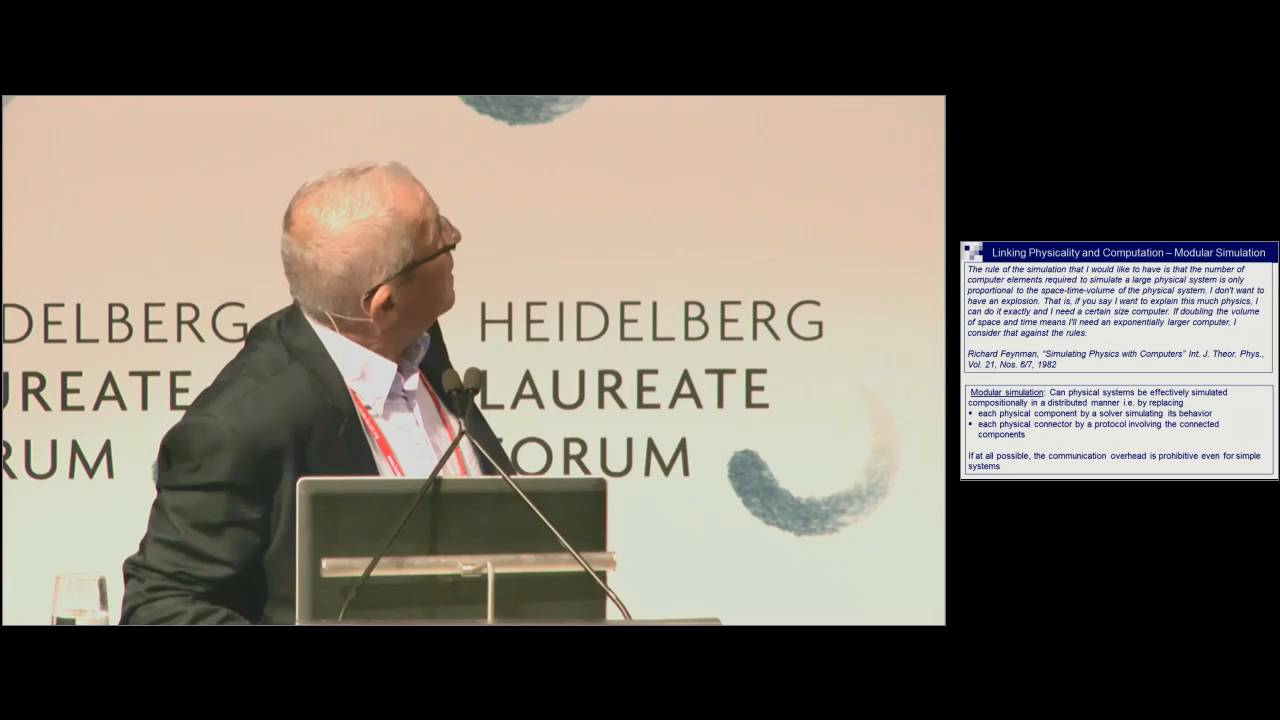 DELBERG
UREATE
RUM
HEIDELBERG
LAUREATE
FORUM
Linking Physicality and Computation – Modular Simulation
The rule of the simulation that I would like to have is that the number of
computer elements required to simulate a large physical system is only
proportional to the space-time-volume of the physical system. I don't want to
have an explosion. That is, if you say I want to explain this much physics, I
can do it exactly and I need a certain size computer. If doubling the volume
of space and time means I'll need an exponentially larger computer, I
consider that against the rules.
Richard Feynman, “Simulating Physics with Computers” Int. J. Theor. Phys.,
Vol. 21, Nos. 6/7, 1982
Modular simulation: Can physical systems be effectively simulated
compositionally in a distributed manner i.e. by replacing
▪ each physical component by a solver simulating its behavior
▪ each physical connector by a protocol involving the connected
components
If at all possible, the communication overhead is prohibitive even for simple
systems